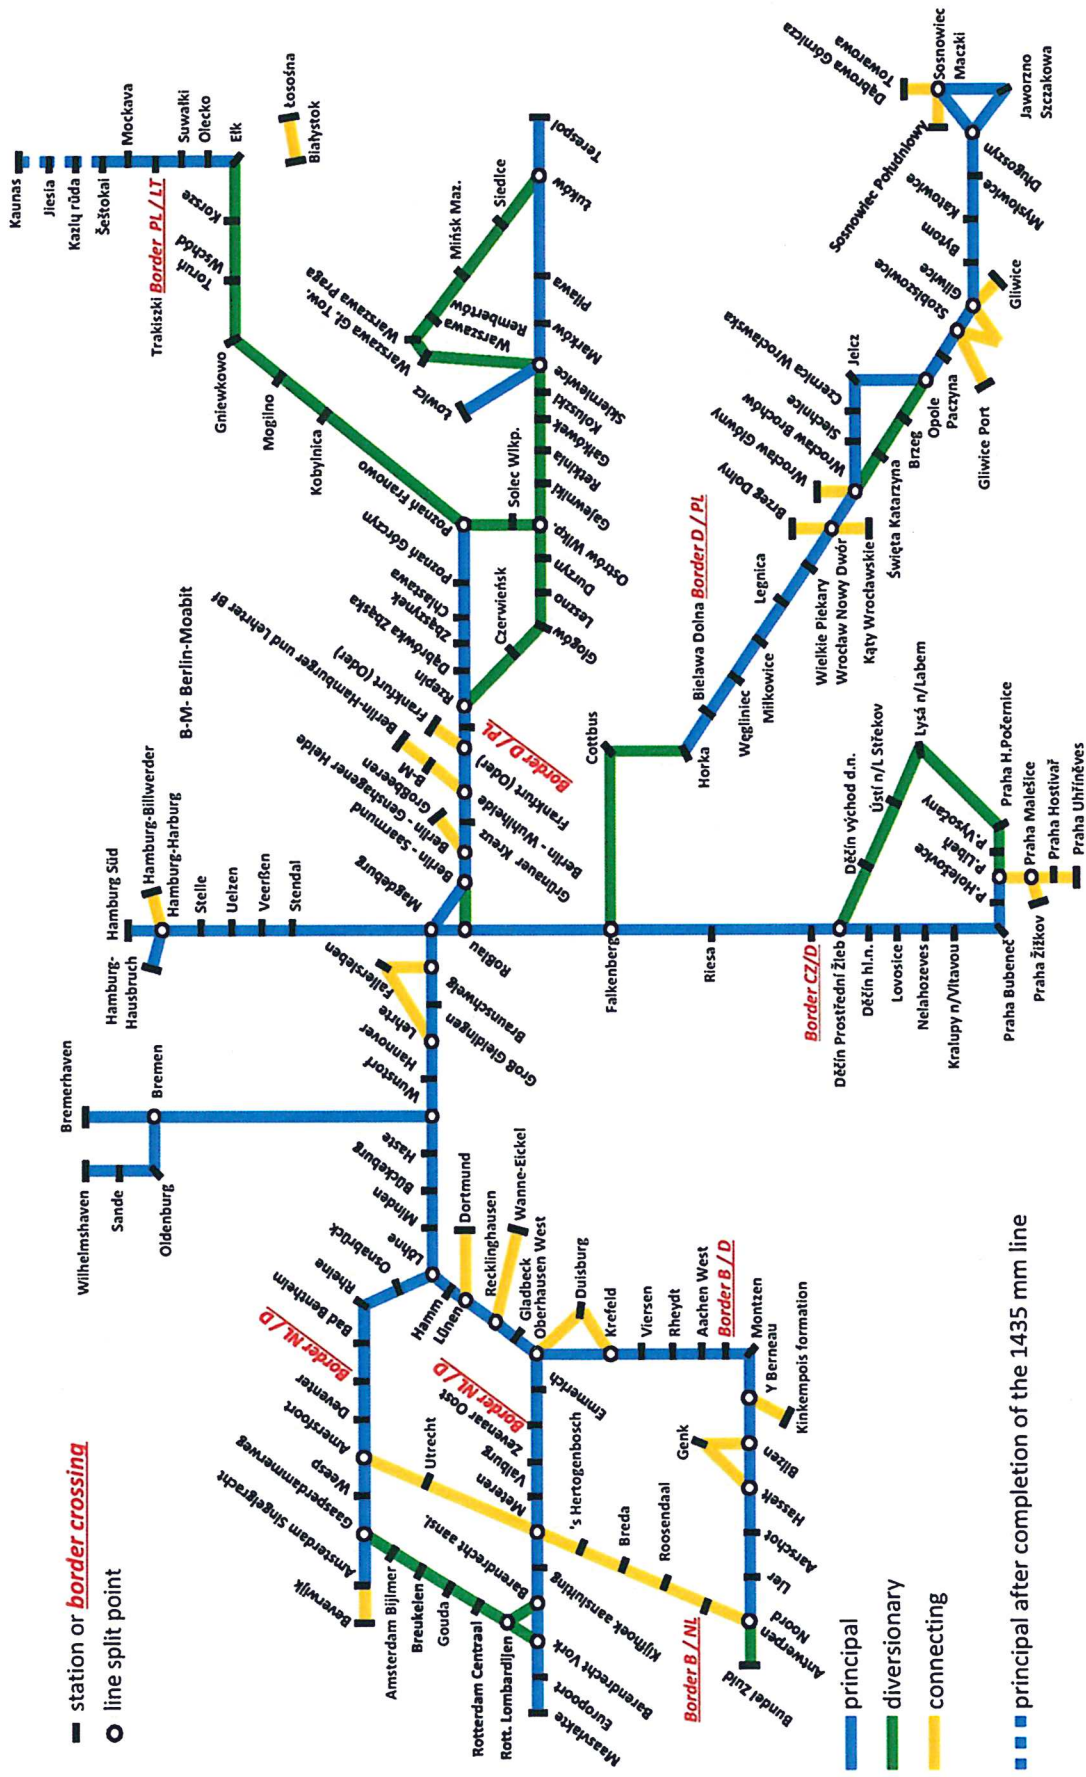 Kaunas
Jiesia
Kazlų rūda
Šeštokai
Mockava
Trakiszki Border PL / LT
Suwałki
Olecko
Ełk
Korsze
Toruń
Wschód
Gniewkowo
Mogilno
Kobylnica
Poznań Franowo
Łosośna
Białystok
Terespol
Łuków
Siedlce
Mińsk Maz.
Rembertów
Warszawa
Warszawa Praga
Warszawa Gł. Tow.
Łowicz
Pilawa
Marków
Skierniewice
Koluszki
Gałkówek
Retkinia
Gajewniki
Ostrów Wlkp.
Solec Wlkp.
Durzyn
Leszno
Głogów
Czerwieńsk
Poznań Górczyn
Chlastawa
Zbąszynek
Dąbrówka Zbąska
Rzepin
Frankfurt (Oder)
Border D / PL
Frankfurt (Oder)
Berlin-Hamburger und Lehrter Bf
B-M
B-M- Berlin-Moabit
Berlin - Wuhlheide
Grünauer Kreuz
Großbeeren
Berlin - Genshagener Heide
Berlin - Saarmund
Magdeburg
Roßlau
Dąbrowa Górnicza
Towarowa
Sosnowiec
Maczki
Jaworzno
Szczakowa
Sosnowiec Południowy
Długoszyn
Mysłowice
Katowice
Bytom
Gliwice
Szobiszowice
Gliwice
Gliwice Port
Paczyna
Opole
Jelcz
Czernica Wrocławska
Siechnice
Wrocław Brochów
Wrocław Główny
Brzeg
Święta Katarzyna
Brzeg Dolny
Wrocław Nowy Dwór
Kąty Wrocławskie
Wielkie Piekary
Legnica
Miłkowice
Węgliniec
Bielawa Dolna Border D / PL
Horka
Cottbus
Falkenberg
Riesa
Border CZ/D
Děčín Prostřední Žleb
Děčín hl.n.
Lovosice
Nelahozeves
Kralupy n/Vltavou
Praha Bubeneč
Děčín východ d.n.
Ústí n/L Střekov
Lysá n/Labem
Praha H.Počernice
P.Vysočany
P.Libeň
P.Holešovice
Praha Malešice
Praha Hostivař
Praha Uhříněves
Praha Žižkov
Hamburg Süd
Hamburg-Billwerder
Hamburg-Harburg
Hamburg-
Hausbruch
Stelle
Uelzen
Veerßen
Stendal
Fallersleben
Braunschweig
Groß Gleidingen
Lehrte
Hannover
Wunstorf
Bremerhaven
Bremen
Oldenburg
Sande
Wilhelmshaven
Haste
Bückeburg
Minden
Löhne
Osnabrück
Rheine
Bad Bentheim
Border NL / D
Deventer
Amersfoort
Weesp
Gaasperdammerweg
Amsterdam Singelgracht
Beverwijk
Hamm
Lünen
Dortmund
Recklinghausen
Wanne-Eickel
Gladbeck
Oberhausen West
Duisburg
Krefeld
Viersen
Rheydt
Aachen West
Border B / D
Montzen
Y Berneau
Kinkempois formation
Bilzen
Genk
Hasselt
Aarschot
Lier
Antwerpen
Noord
Bundel Zuid
Emmerich
Border NL / D
Zevenaar Oost
Valburg
Meteren
Utrecht
's Hertogenbosch
Breda
Roosendaal
Border B / NL
Barendrecht aansl.
Kijfhoek aansluiting
Barendrecht Vork
Europoort
Maasvlakte
Amsterdam Bijlmer
Breukelen
Gouda
Rotterdam Centraal
Rott. Lombardijen
station or border crossing
line split point
principal
diversionary
connecting
principal after completion of the 1435 mm line